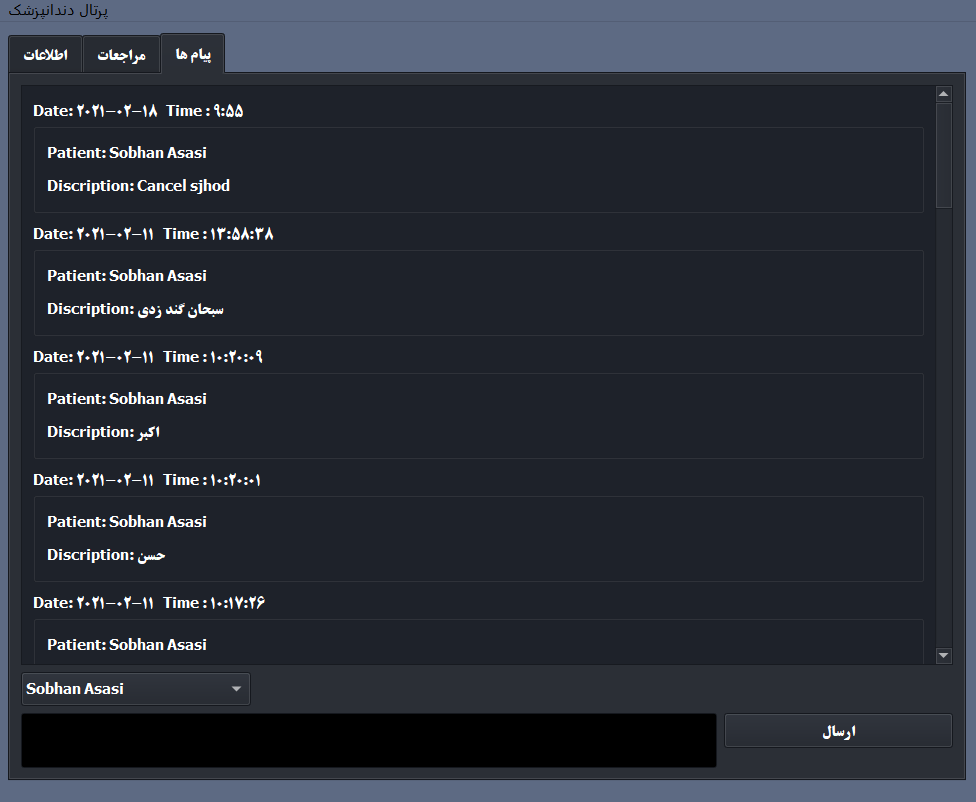 پرتال دندانپزشک
پیام ها
مراجعات
اطلاعات
Date: ۲۰۲۱-۰۲-۱۸ Time : ۹:۵۵
Patient: Sobhan Asasi
Discription: Cancel sjhod
Date: ۲۰۲۱-۰۲-۱۱ Time : ۱۳:۵۸:۳۸
Patient: Sobhan Asasi
Discription: سبحان گند زدی
Date: ۲۰۲۱-۰۲-۱۱ Time : ۱۰:۲۰:۰۹
Patient: Sobhan Asasi
Discription: اکبر
Date: ۲۰۲۱-۰۲-۱۱ Time : ۱۰:۲۰:۰۱
Patient: Sobhan Asasi
Discription: حسن
Date: ۲۰۲۱-۰۲-۱۱ Time : ۱۰:۱۷:۲۶
Patient: Sobhan Asasi
Sobhan Asasi
ارسال